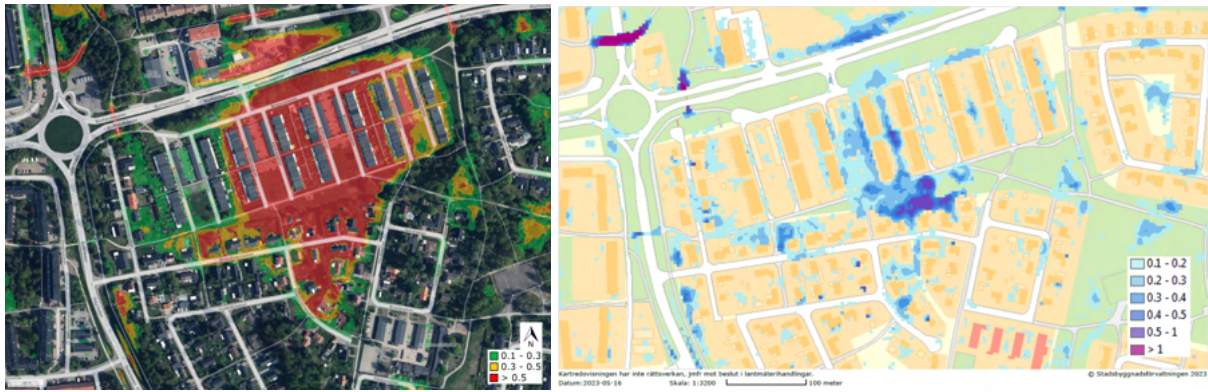 N
0.1 - 0.3
0.3 - 0.5
> 0.5
0.1 - 0.2
0.2 - 0.3
0.3 - 0.4
0.4 - 0.5
0.5 - 1
> 1
Kartredovisningen har inte rättsverkan, jmfr mot beslut i lantmäterihandlingar.
Datum:2023-05-16 Skala: 1:3200 100 meter
© Stadsbyggnadsförvaltningen 2023